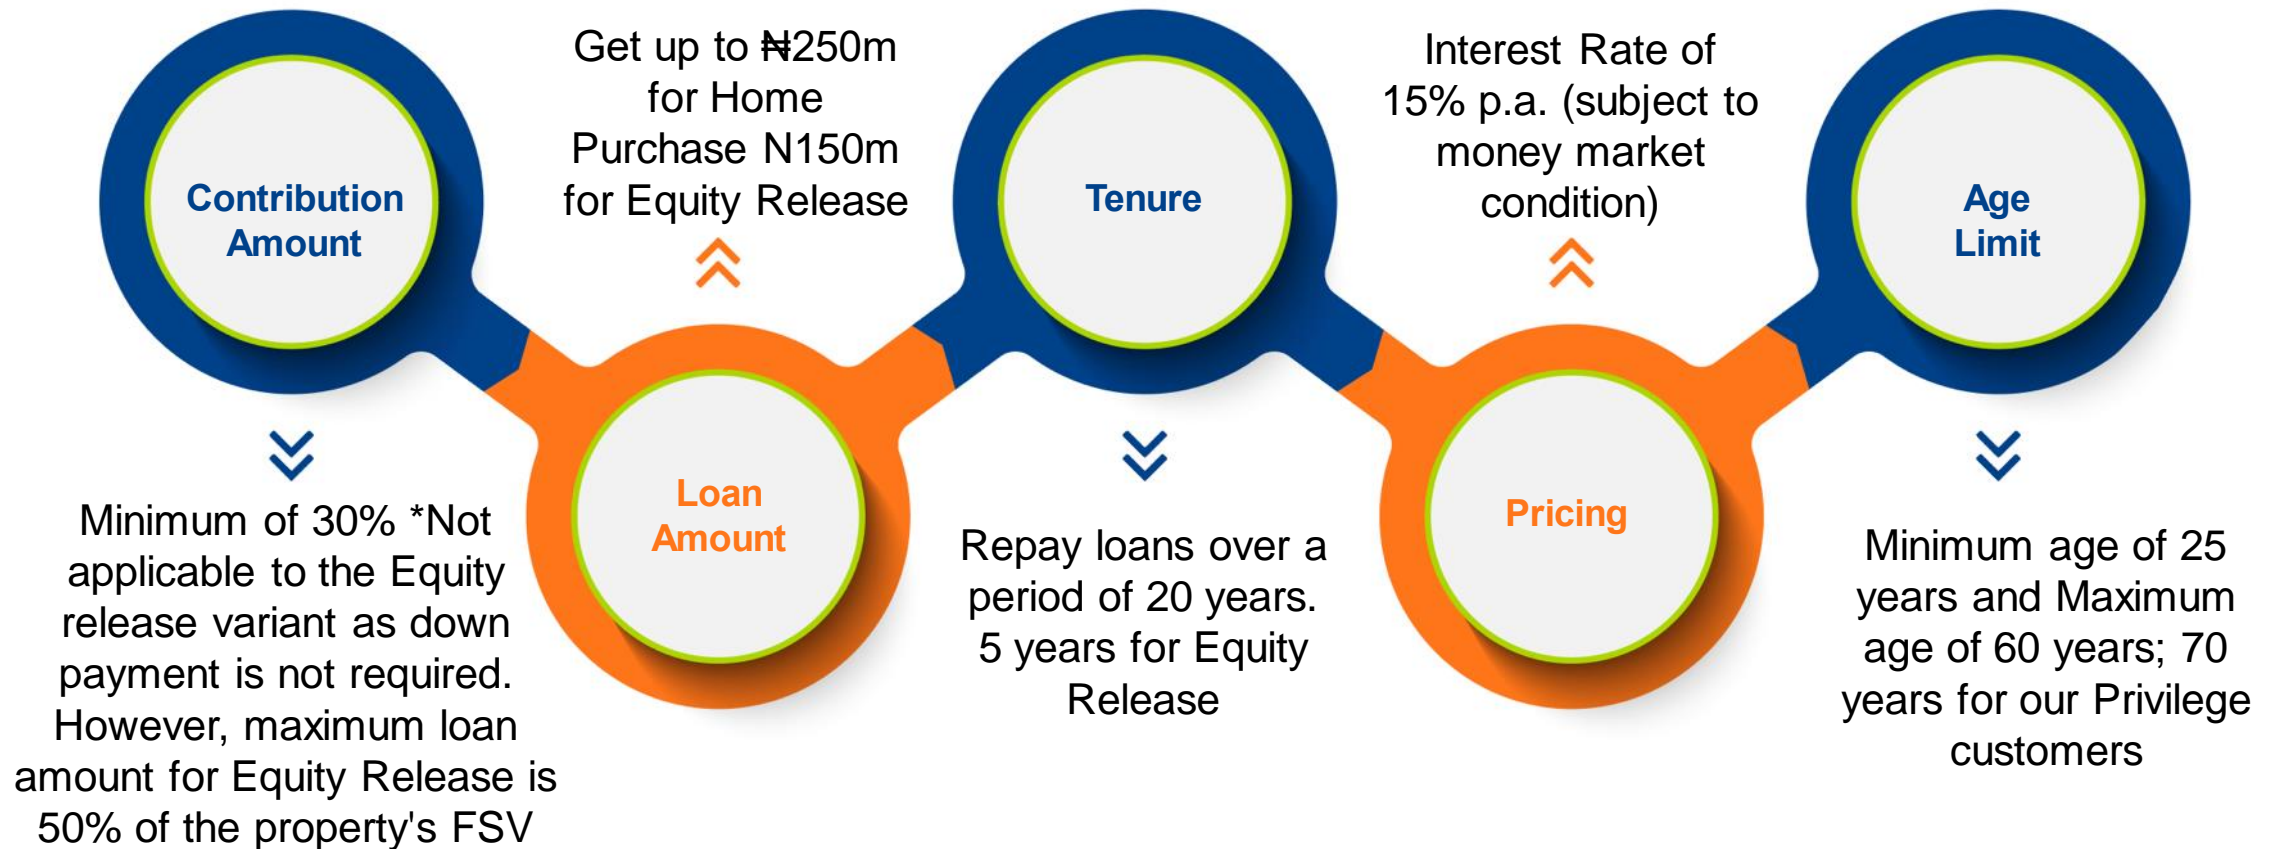 Contribution
Amount
Minimum of 30% *Not
applicable to the Equity
release variant as down
payment is not required.
However, maximum loan
amount for Equity Release is
50% of the property's FSV
Get up to ₦250m
for Home
Purchase N150m
for Equity Release
Loan
Amount
Tenure
Repay loans over a
period of 20 years.
5 years for Equity
Release
Interest Rate of
15% p.a. (subject to
money market
condition)
Pricing
Age
Limit
Minimum age of 25
years and Maximum
age of 60 years; 70
years for our Privilege
customers